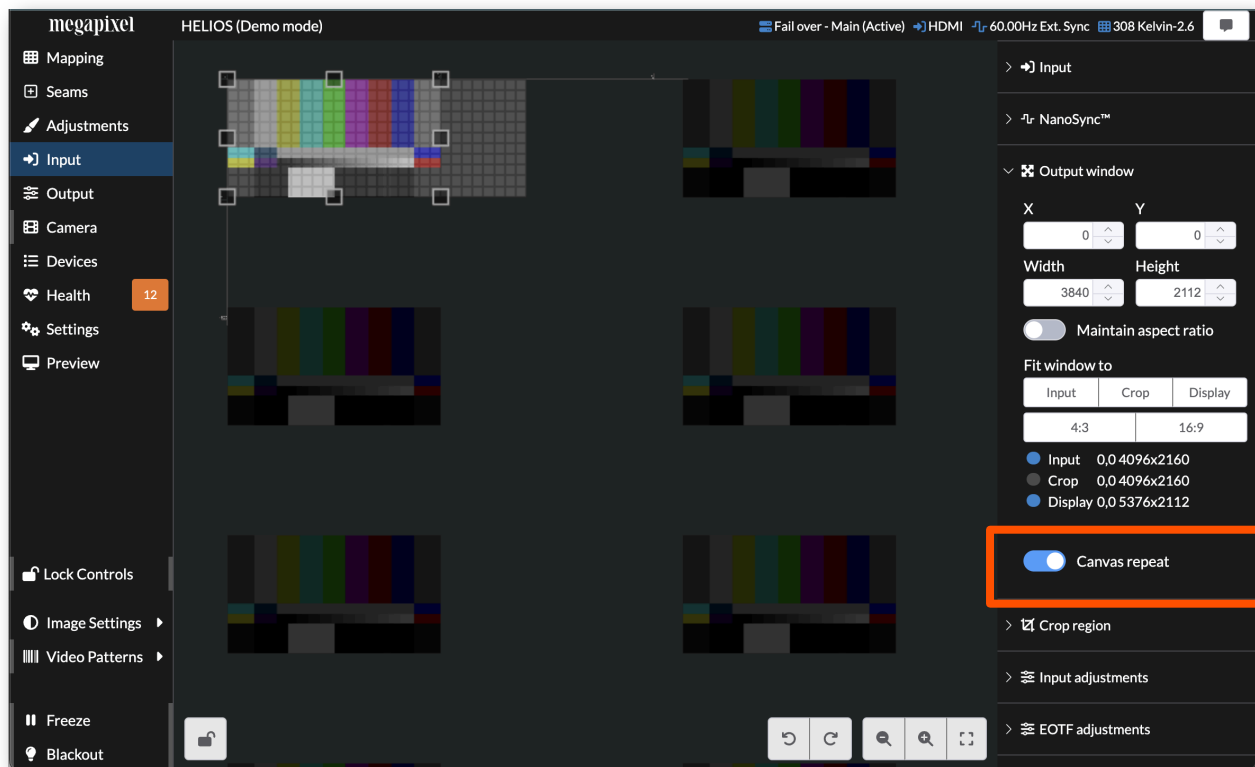 megapixel
HELIOS (Demo mode)
Fail over - Main (Active) HDMI 60.00Hz Ext. Sync 308 Kelvin-2.6
Mapping
Seams
Adjustments
Input
Output
Camera
Devices
Health 12
Settings
Preview
Lock Controls
Image Settings
Video Patterns
Freeze
Blackout
Input
NanoSync™
Output window
X Y
0 0
Width Height
3840 2112
Maintain aspect ratio
Fit window to
Input Crop Display
4:3 16:9
Input 0,0 4096x2160
Crop 0,0 4096x2160
Display 0,0 5376x2112
Canvas repeat
Crop region
Input adjustments
EOTF adjustments